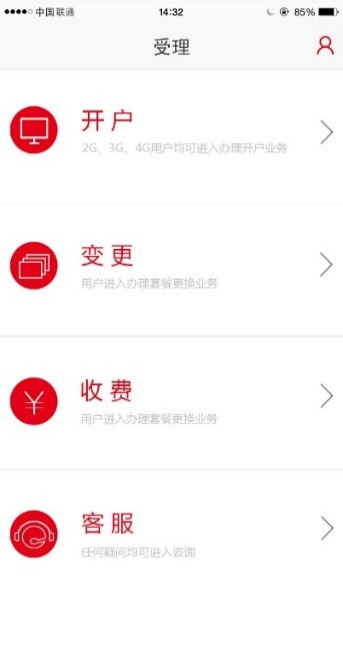 中国联通 14:32 85%
受理
开户
2G、3G、4G用户均可进入办理开户业务
变更
用户进入办理套餐更换业务
收费
用户进入办理套餐更换业务
客服
任何疑问均可进入咨询